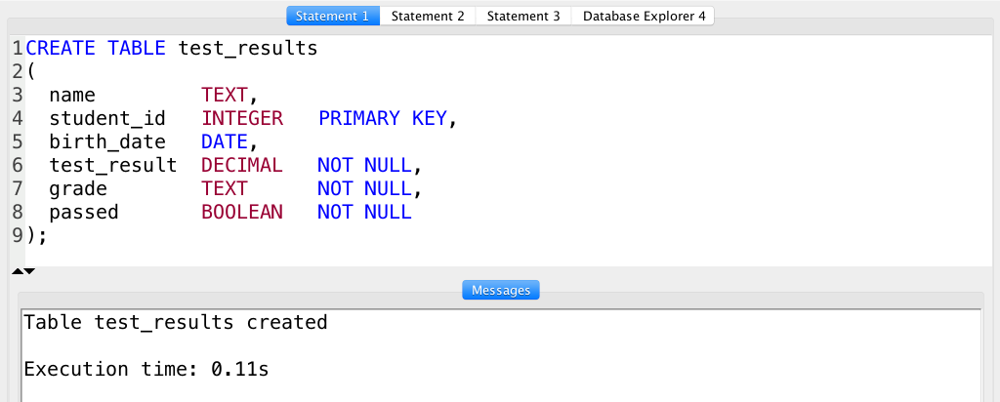 Statement 1 Statement 2 Statement 3 Database Explorer 4
1 CREATE TABLE test_results
2 (
3 name TEXT,
4 student_id INTEGER PRIMARY KEY,
5 birth_date DATE,
6 test_result DECIMAL NOT NULL,
7 grade TEXT NOT NULL,
8 passed BOOLEAN NOT NULL
9 );
Messages
Table test_results created
Execution time: 0.11s